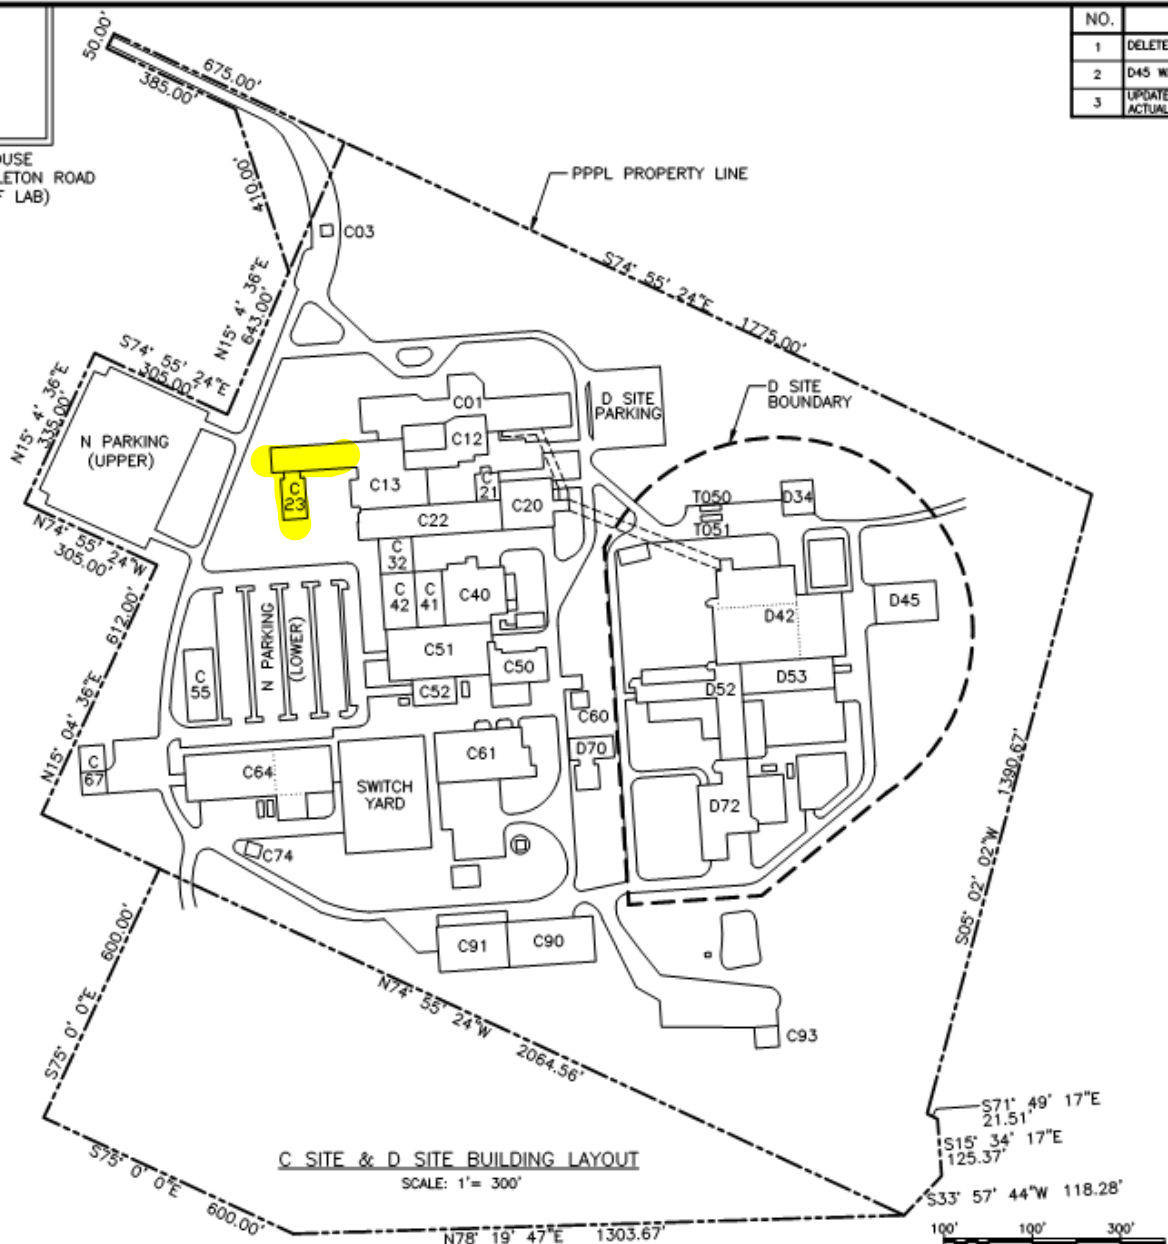 NO.
1 DELETE
2 D45 W
3 UPDATE
ACTUAL
OUSE
LETON ROAD
F LAB)
50.00'
675.00'
385.00'
410.00'
PPPL PROPERTY LINE
C03
N15° 4' 36"E
643.00'
S74° 55' 24"E
1775.00'
S74° 55' 24"E
305.00'
N15° 4' 36"E
335.00'
N PARKING
(UPPER)
N74° 55' 24"W
305.00'
D SITE
PARKING
D SITE
BOUNDARY
C01
C12
C13
C
21
C20
C
23
C22
T050
T051
D34
C
32
C
42
C
41
C40
D42
D45
N15° 04' 36"E
612.00'
N PARKING
(LOWER)
C
55
C51
C50
C52
D52
D53
C60
D70
C
67
C64
SWITCH
YARD
C61
D72
C74
C91
C90
C93
S05° 02' 02"W
1390.67'
S75° 0' 0"E
600.00'
N74° 55' 24"W
2064.56'
S71° 49' 17"E
21.51'
S15° 34' 17"E
125.37'
S33° 57' 44"W 118.28'
S75° 0' 0"E
600.00'
N78° 19' 47"E 1303.67'
C SITE & D SITE BUILDING LAYOUT
SCALE: 1'= 300'
100' 100' 300'